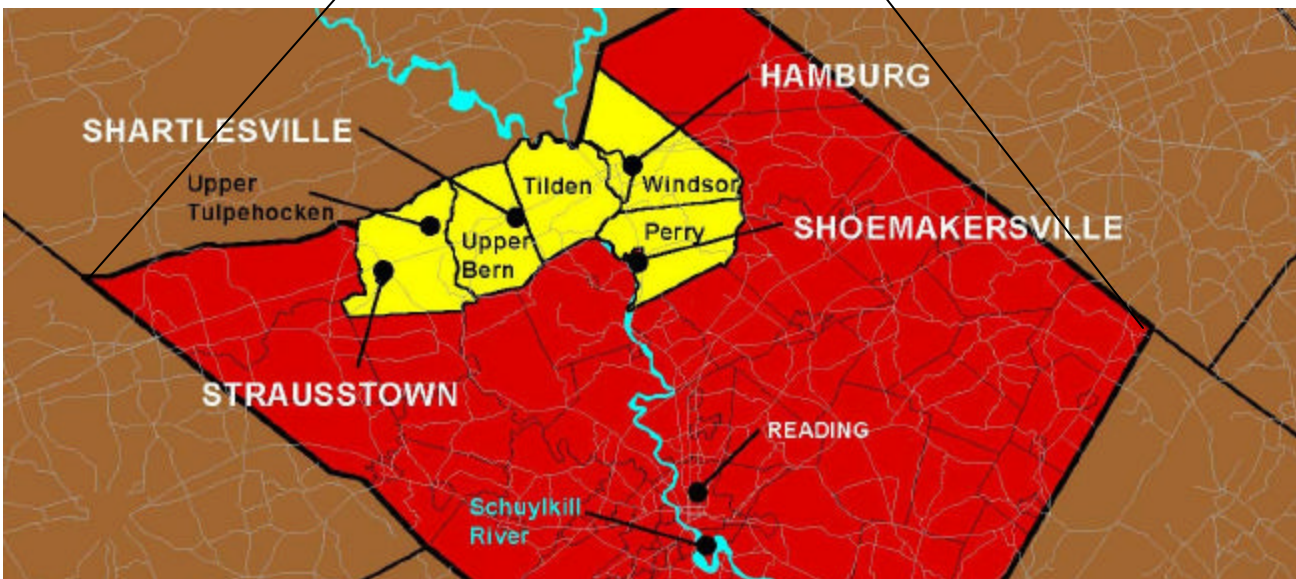 HAMBURG
SHARTLESVILLE
Upper
Tulpehocken
Tilden
Windsor
Upper
Bern
Perry
SHOEMAKERSVILLE
STRAUSSTOWN
READING
Schuylkill
River